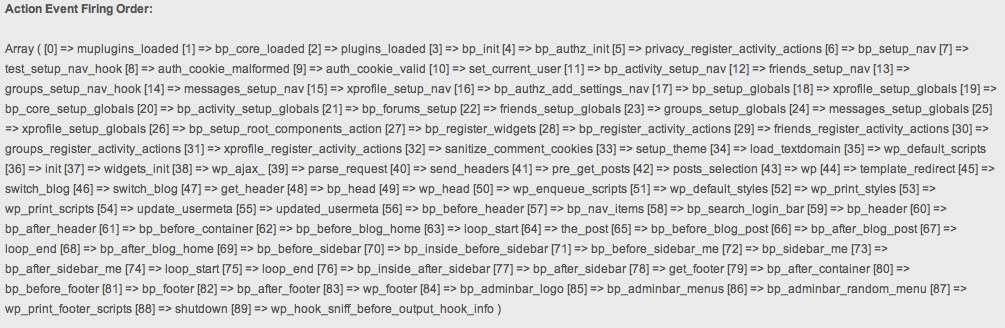 Action Event Firing Order:
Array ( [0] => muplugins_loaded [1] => bp_core_loaded [2] => plugins_loaded [3] => bp_init [4] => bp_authz_init [5] => privacy_register_activity_actions [6] => bp_setup_nav [7] =>
test_setup_nav_hook [8] => auth_cookie_malformed [9] => auth_cookie_valid [10] => set_current_user [11] => bp_activity_setup_nav [12] => friends_setup_nav [13] =>
groups_setup_nav_hook [14] => messages_setup_nav [15] => xprofile_setup_nav [16] => bp_authz_add_settings_nav [17] => bp_setup_globals [18] => xprofile_setup_globals [19] =>
bp_core_setup_globals [20] => bp_activity_setup_globals [21] => bp_forums_setup [22] => friends_setup_globals [23] => groups_setup_globals [24] => messages_setup_globals [25]
=> xprofile_setup_globals [26] => bp_setup_root_components_action [27] => bp_register_widgets [28] => bp_register_activity_actions [29] => friends_register_activity_actions [30] =>
groups_register_activity_actions [31] => xprofile_register_activity_actions [32] => sanitize_comment_cookies [33] => setup_theme [34] => load_textdomain [35] => wp_default_scripts
[36] => init [37] => widgets_init [38] => wp_ajax_ [39] => parse_request [40] => send_headers [41] => pre_get_posts [42] => posts_selection [43] => wp [44] => template_redirect [45] =>
switch_blog [46] => switch_blog [47] => get_header [48] => bp_head [49] => wp_head [50] => wp_enqueue_scripts [51] => wp_default_styles [52] => wp_print_styles [53] =>
wp_print_scripts [54] => update_usermeta [55] => updated_usermeta [56] => bp_before_header [57] => bp_nav_items [58] => bp_search_login_bar [59] => bp_header [60] =>
bp_after_header [61] => bp_before_container [62] => bp_before_blog_home [63] => loop_start [64] => the_post [65] => bp_before_blog_post [66] => bp_after_blog_post [67] =>
loop_end [68] => bp_after_blog_home [69] => bp_before_sidebar [70] => bp_inside_before_sidebar [71] => bp_before_sidebar_me [72] => bp_sidebar_me [73] =>
bp_after_sidebar_me [74] => loop_start [75] => loop_end [76] => bp_inside_after_sidebar [77] => bp_after_sidebar [78] => get_footer [79] => bp_after_container [80] =>
bp_before_footer [81] => bp_footer [82] => bp_after_footer [83] => wp_footer [84] => bp_adminbar_logo [85] => bp_adminbar_menus [86] => bp_adminbar_random_menu [87] =>
wp_print_footer_scripts [88] => shutdown [89] => wp_hook_sniff_before_output_hook_info )